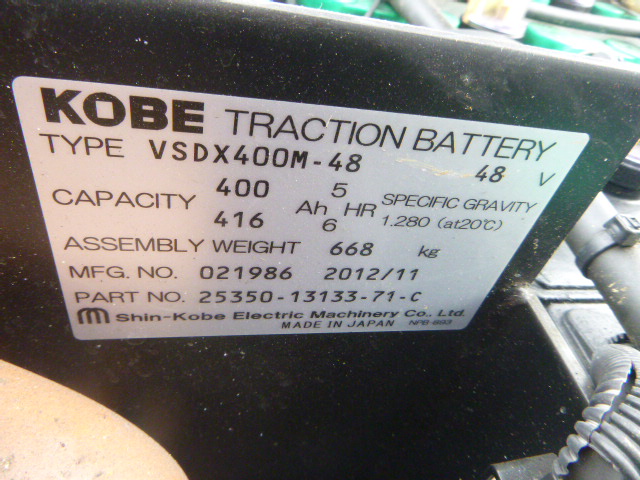 KOBE TRACTION BATTERY
TYPE VSDX400M-48 48 V
CAPACITY 400 Ah 5 HR SPECIFIC GRAVITY
416 6 1.280 (at20℃)
ASSEMBLY WEIGHT 668 kg
MFG. NO. 021986 2012/11
PART NO. 25350-13133-71-C
Shin-Kobe Electric Machinery Co., Ltd.
MADE IN JAPAN